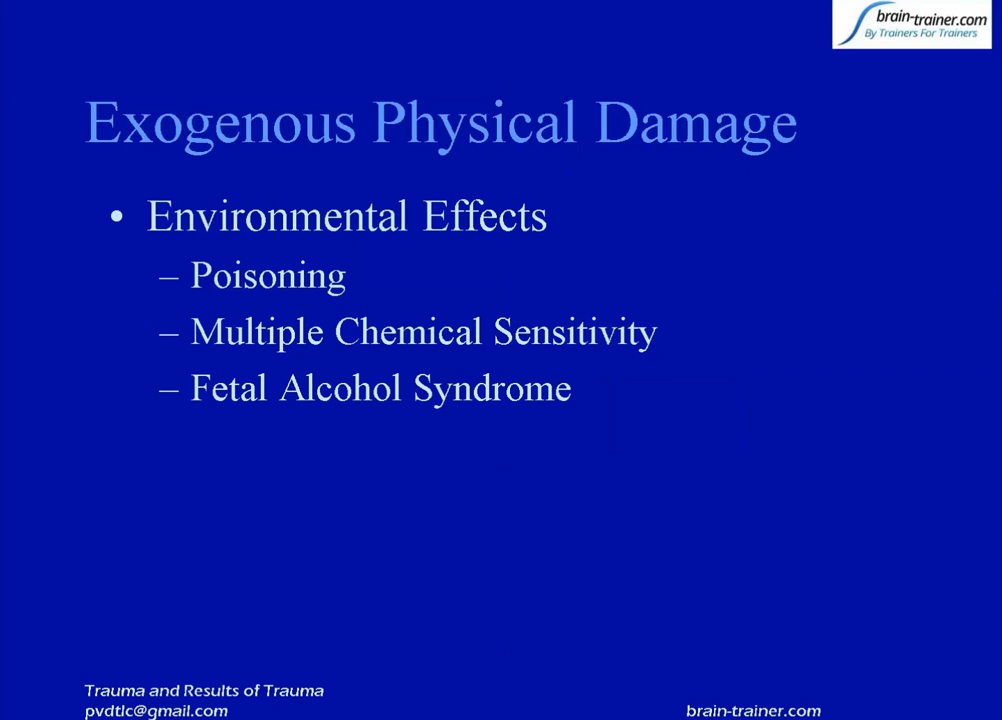 brain-trainer.com
By Trainers For Trainers
Exogenous Physical Damage
• Environmental Effects
– Poisoning
– Multiple Chemical Sensitivity
– Fetal Alcohol Syndrome
Trauma and Results of Trauma
pvdtlc@gmail.com
brain-trainer.com